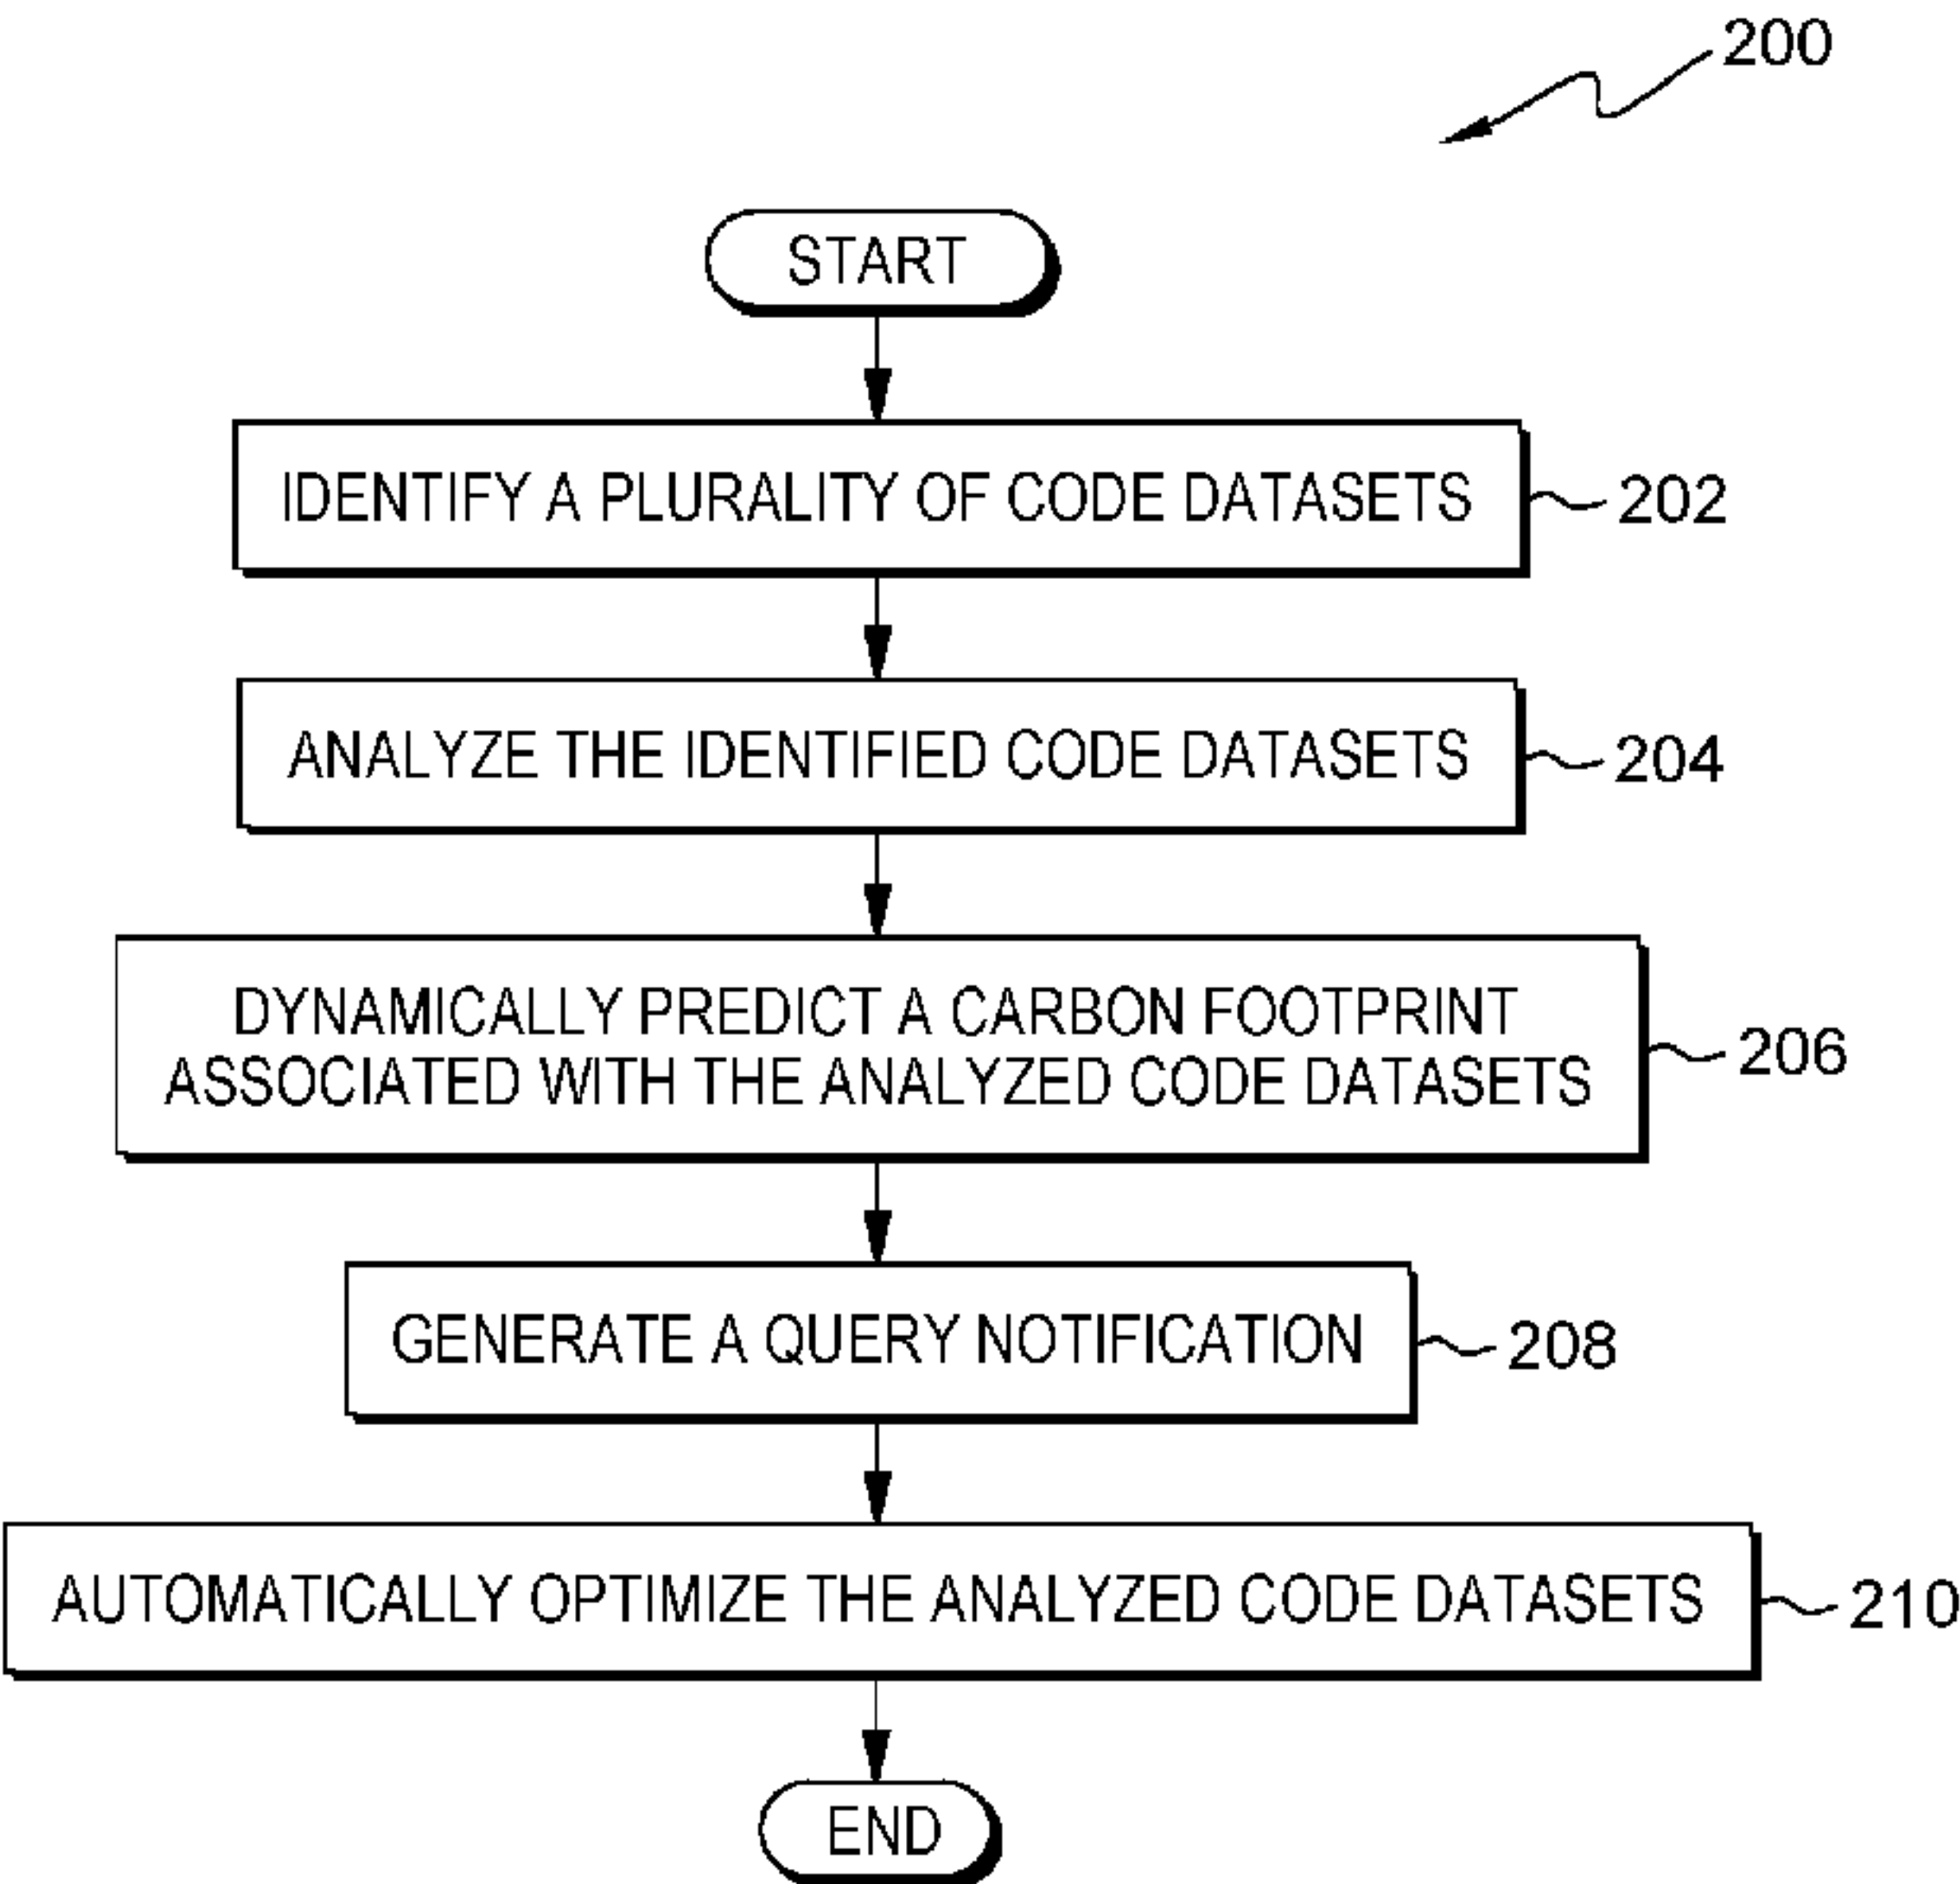 200
START
IDENTIFY A PLURALITY OF CODE DATASETS
202
ANALYZE THE IDENTIFIED CODE DATASETS
204
DYNAMICALLY PREDICT A CARBON FOOTPRINT
ASSOCIATED WITH THE ANALYZED CODE DATASETS
206
GENERATE A QUERY NOTIFICATION
208
AUTOMATICALLY OPTIMIZE THE ANALYZED CODE DATASETS
210
END